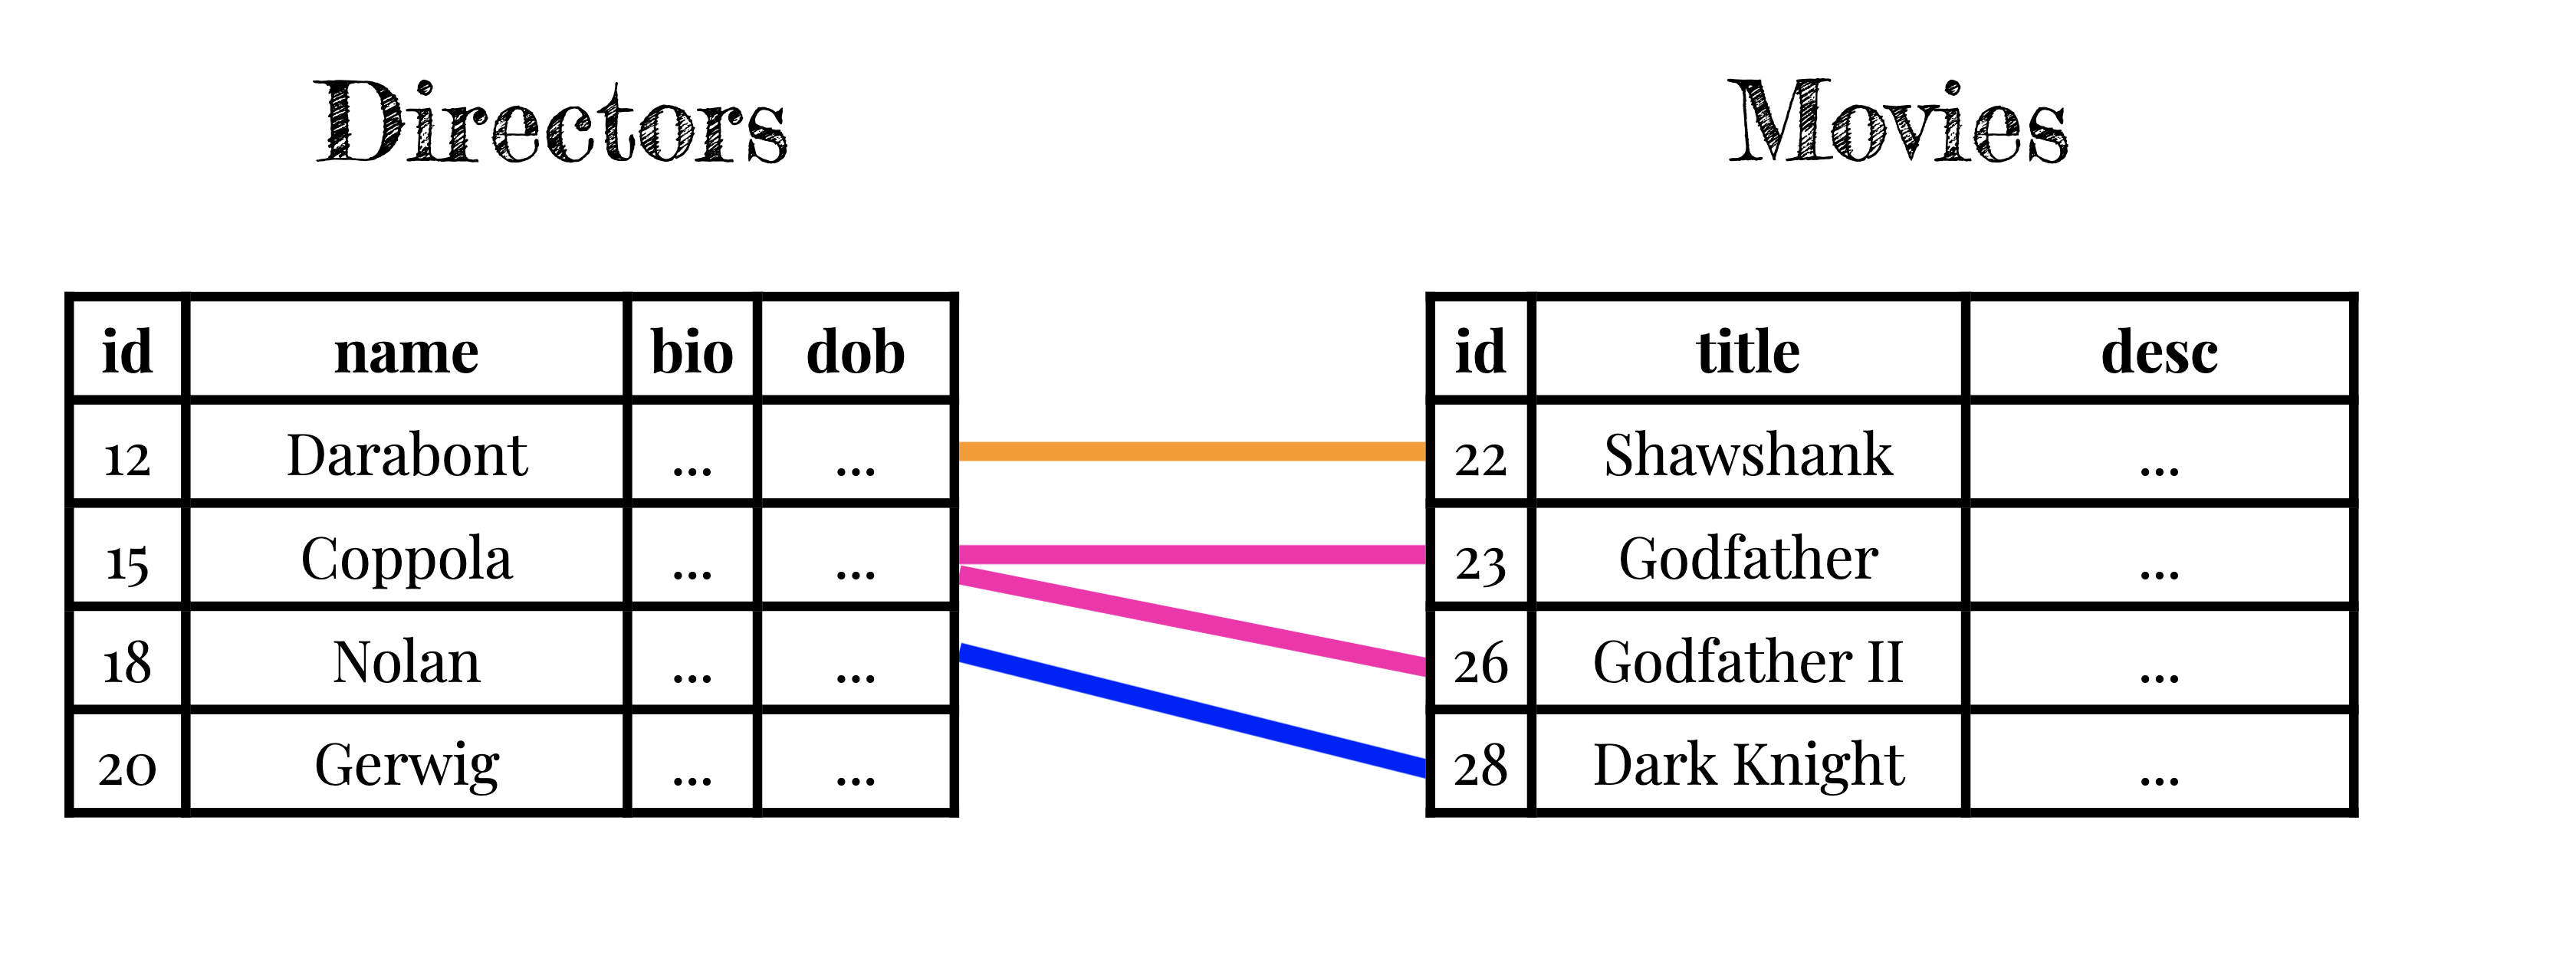 Directors
Movies
id name bio dob
12 Darabont ... ...
15 Coppola ... ...
18 Nolan ... ...
20 Gerwig ... ...
id title desc
22 Shawshank ...
23 Godfather ...
26 Godfather II ...
28 Dark Knight ...